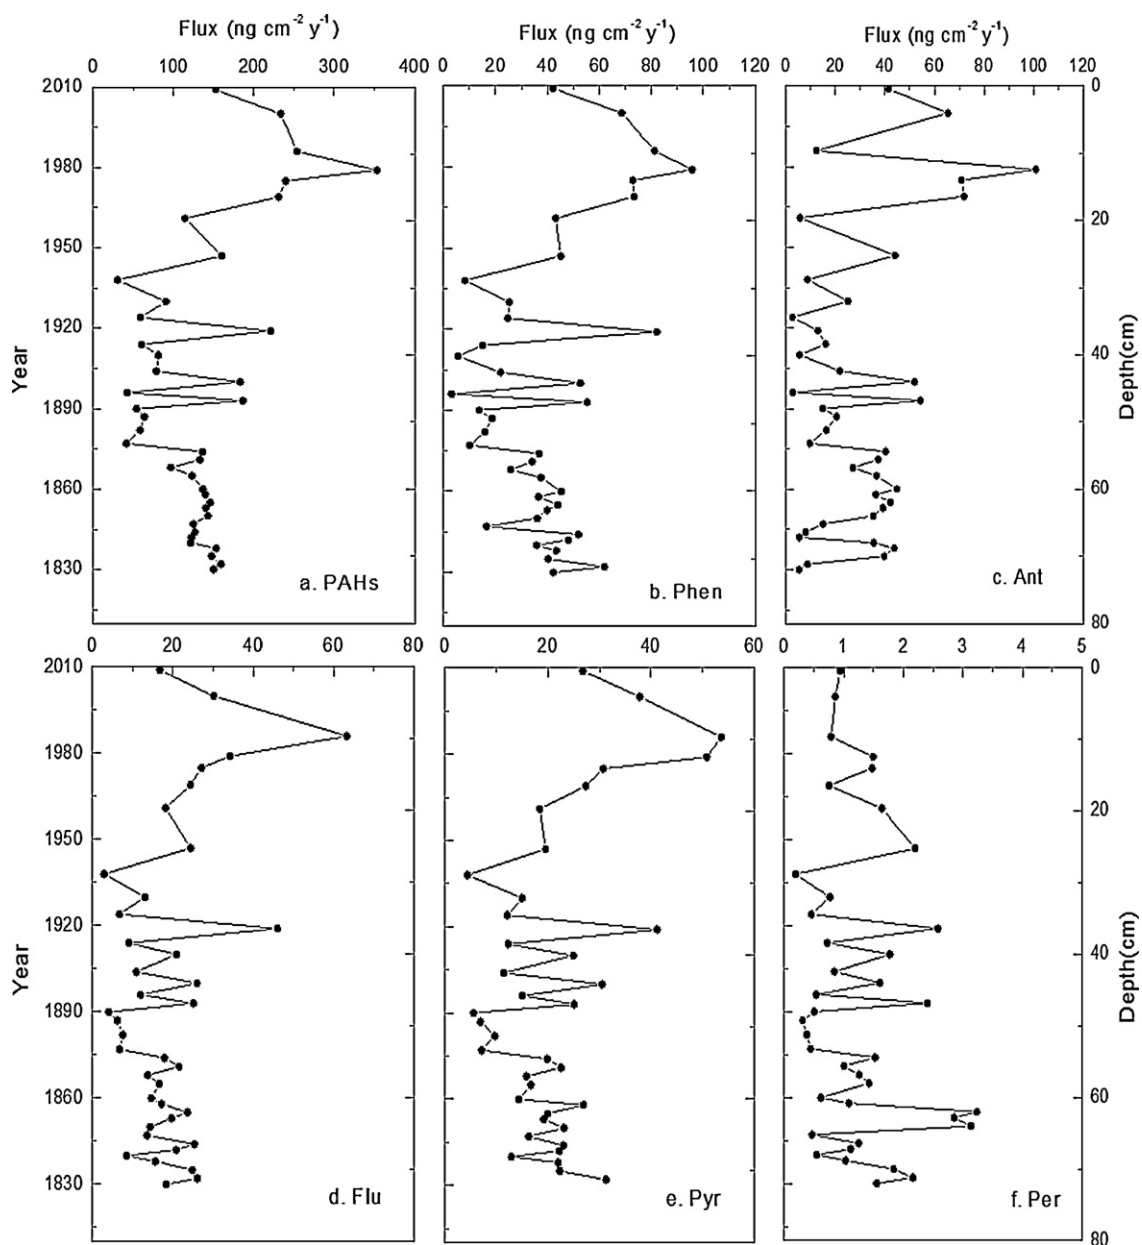 Flux (ng cm⁻² y⁻¹) Flux (ng cm⁻² y⁻¹) Flux (ng cm⁻² y⁻¹)
0 100 200 300 400 0 20 40 60 80 100 120 0 20 40 60 80 100 120
2010 0
1980
20
1950
1920
40
1890
1860 60
1830
80
Year
Depth(cm)
a. PAHs
b. Phen
c. Ant
0 20 40 60 80 0 20 40 60 0 1 2 3 4 5
2010 0
1980
20
1950
1920
40
1890
1860 60
1830
80
Year
Depth(cm)
d. Flu
e. Pyr
f. Per